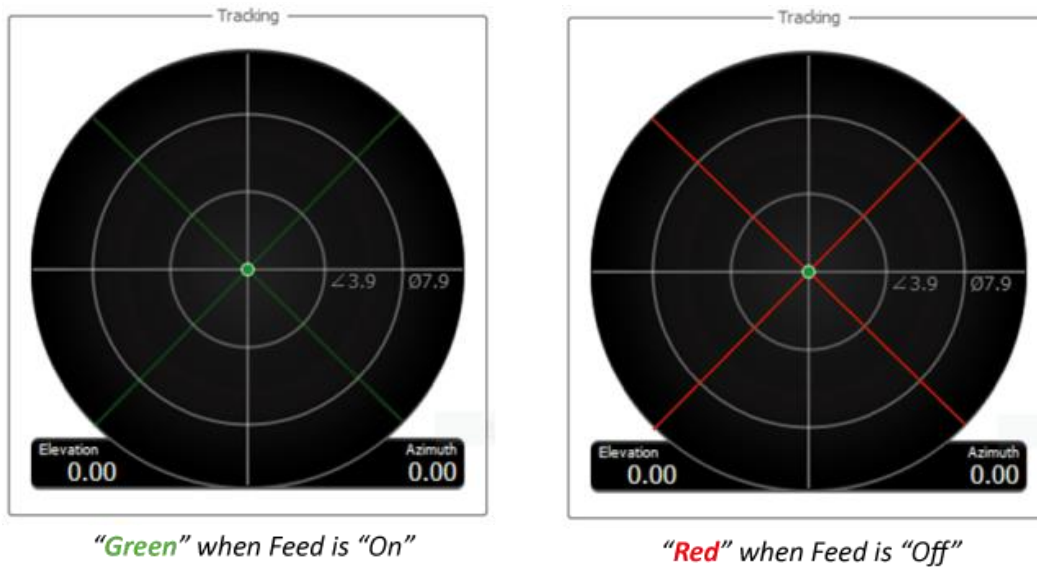 Tracking
∠3.9 Ø7.9
Elevation Azimuth
0.00 0.00
“Green” when Feed is “On”
Tracking
∠3.9 Ø7.9
Elevation Azimuth
0.00 0.00
“Red” when Feed is “Off”